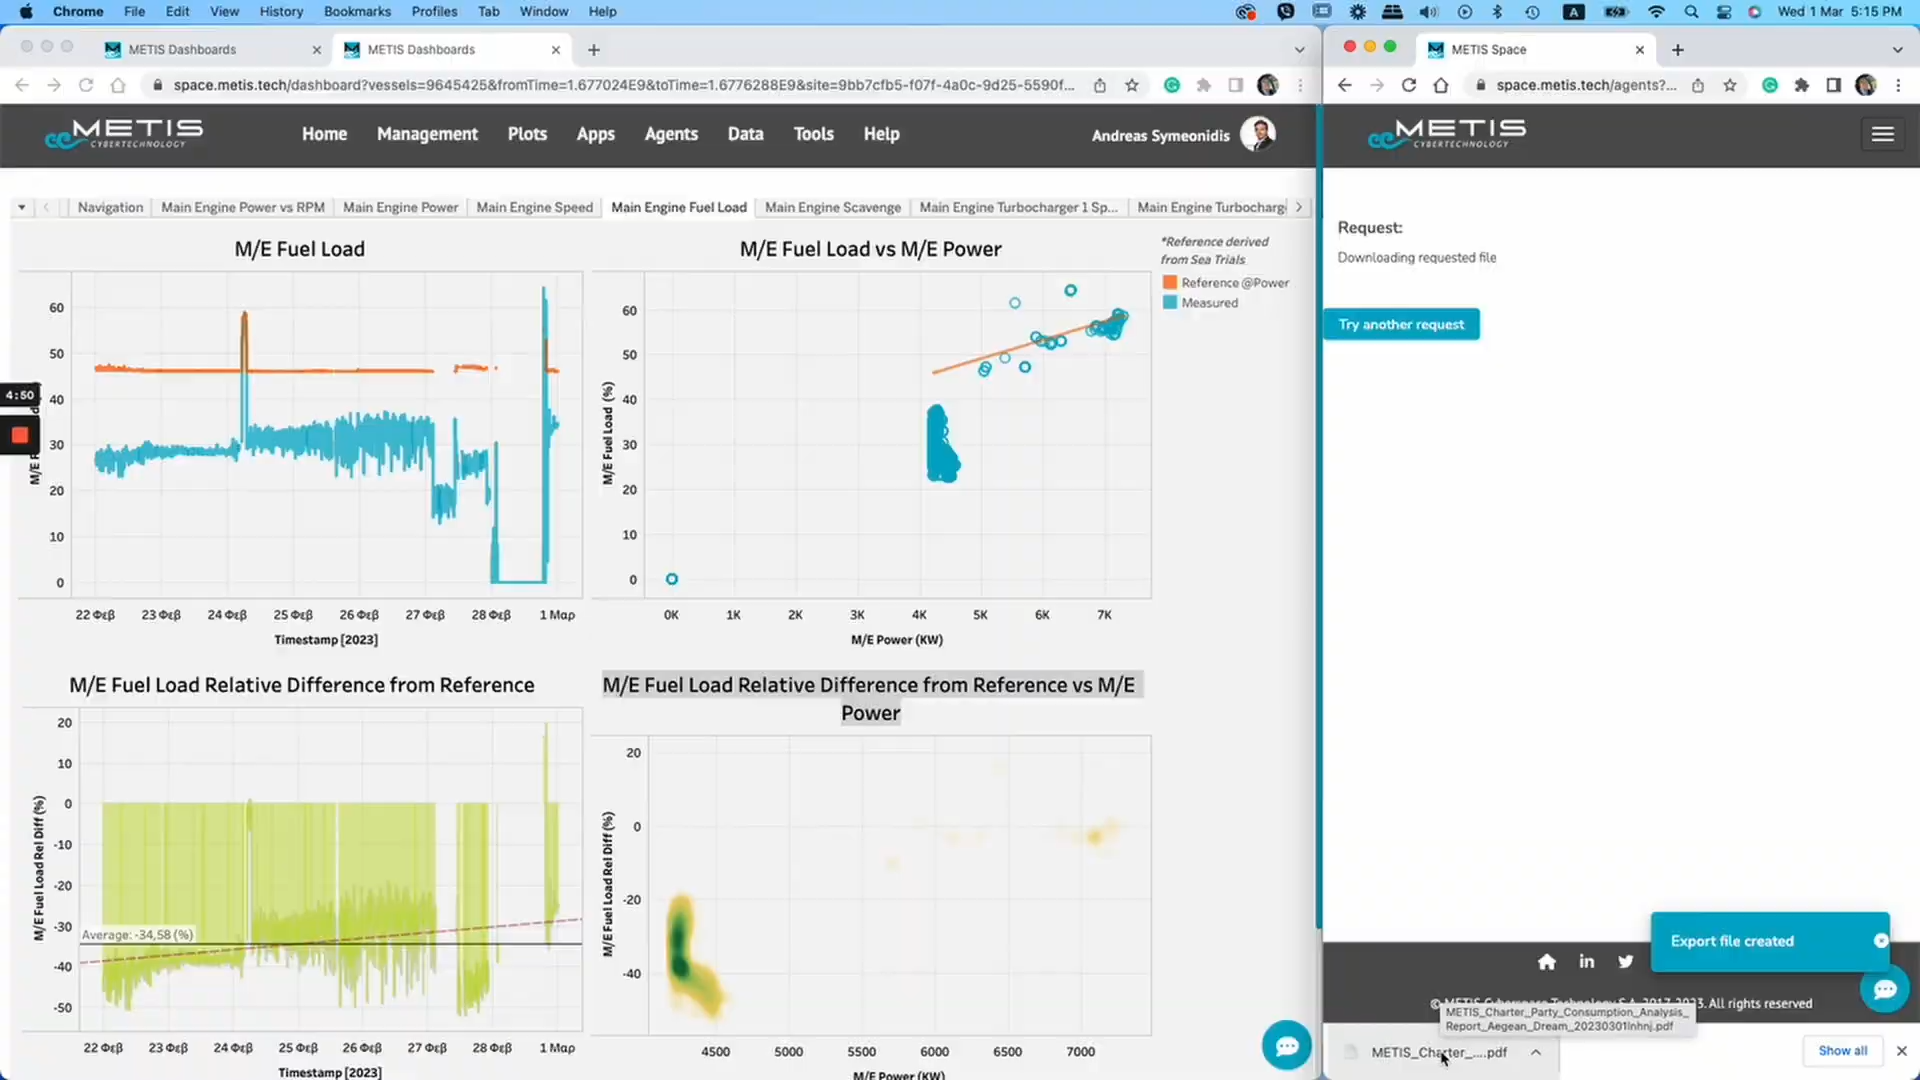 Chrome File Edit View History Bookmarks Profiles Tab Window Help
A Wed 1 Mar 5:15 PM
METIS Dashboards METIS Dashboards
METIS Space
space.metis.tech/dashboard?vessels=9645425&fromTime=1.677024E9&toTime=1.6776288E9&site=9bb7cfb5-f07f-4a0c-9d25-5590f...
space.metis.tech/agents?...
METIS
CYBERTECHNOLOGY
Home Management Plots Apps Agents Data Tools Help
Andreas Symeonidis
METIS
CYBERTECHNOLOGY
Navigation Main Engine Power vs RPM Main Engine Power Main Engine Speed Main Engine Fuel Load Main Engine Scavenge Main Engine Turbocharger 1 Sp... Main Engine Turbocharg
M/E Fuel Load
60
50
40
30
20
10
0
22 Φεβ 23 Φεβ 24 Φεβ 25 Φεβ 26 Φεβ 27 Φεβ 28 Φεβ 1 Μαρ
Timestamp [2023]
4:50
M/E Fuel Load vs M/E Power
M/E Fuel Load (%)
60
50
40
30
20
10
0
0K 1K 2K 3K 4K 5K 6K 7K
M/E Power (KW)
*Reference derived
from Sea Trials
Reference @Power
Measured
M/E Fuel Load Relative Difference from Reference
M/E Fuel Load Rel Diff (%)
20
10
0
-10
-20
-30
-40
-50
Average: -34,58 (%)
22 Φεβ 23 Φεβ 24 Φεβ 25 Φεβ 26 Φεβ 27 Φεβ 28 Φεβ 1 Μαρ
Timestamp [2023]
M/E Fuel Load Relative Difference from Reference vs M/E
Power
M/E Fuel Load Rel Diff (%)
20
0
-20
-40
4500 5000 5500 6000 6500 7000
M/E Power (KW)
Request:
Downloading requested file
Try another request
Export file created
© METIS Cyberspace Technology S.A. 2017-2023. All rights reserved
METIS_Charter_Party_Consumption_Analysis_
Report_Aegean_Dream_20230301lnhnj.pdf
METIS_Charter_....pdf
Show all